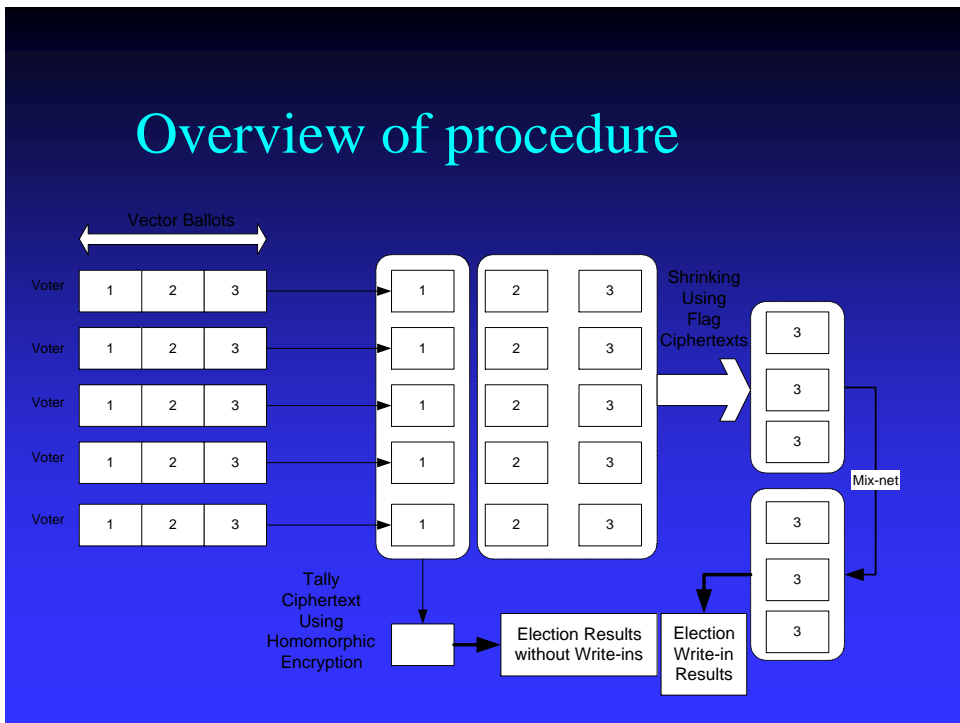 Overview of procedure
Vector Ballots
Voter 1 2 3 1 2 3
Voter 1 2 3 1 2 3
Voter 1 2 3 1 2 3
Voter 1 2 3 1 2 3
Voter 1 2 3 1 2 3
Shrinking
Using
Flag
Ciphertexts
3
3
3
Mix-net
3
3
3
Tally
Ciphertext
Using
Homomorphic
Encryption
Election Results
without Write-ins
Election
Write-in
Results